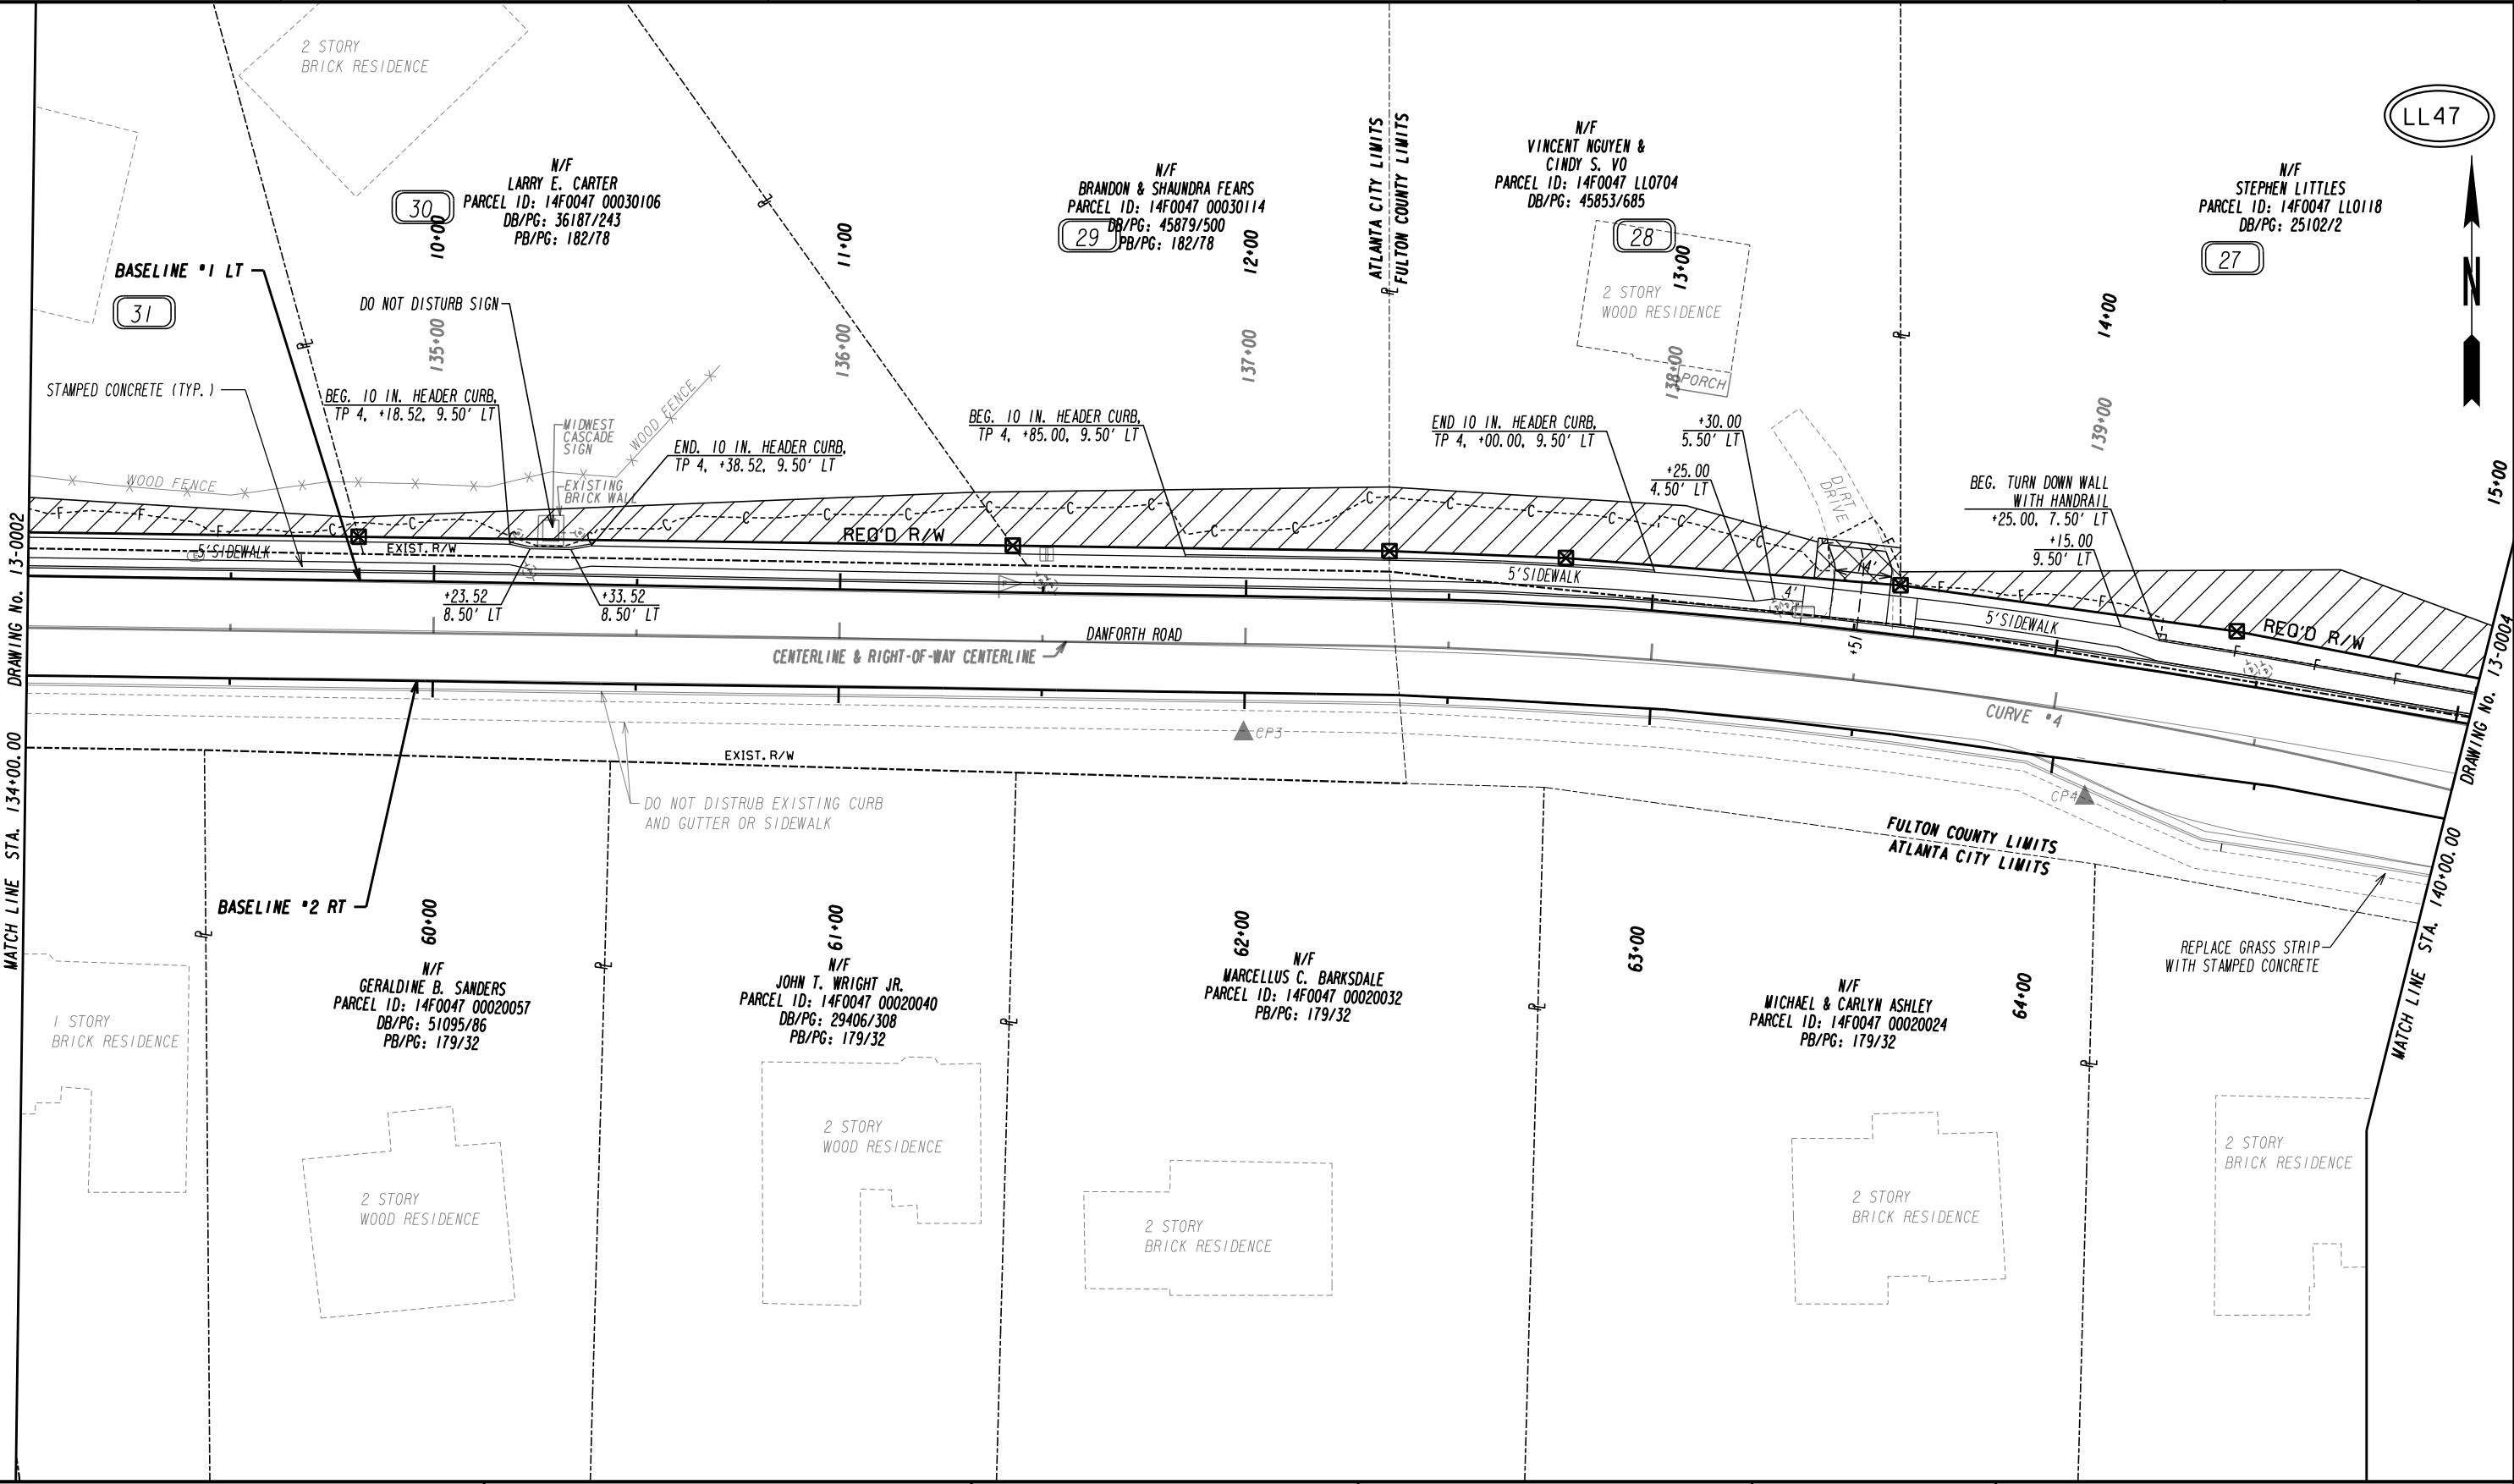 2 STORY
BRICK RESIDENCE
LL47
N/F
LARRY E. CARTER
PARCEL ID: 14F0047 00030106
DB/PG: 36187/243
PB/PG: 182/78
30
N/F
BRANDON & SHAUNDRA FEARS
PARCEL ID: 14F0047 00030114
DB/PG: 45879/500
PB/PG: 182/78
29
ATLANTA CITY LIMITS
FULTON COUNTY LIMITS
N/F
VINCENT NGUYEN &
CINDY S. VO
PARCEL ID: 14F0047 LL0704
DB/PG: 45853/685
28
N/F
STEPHEN LITTLES
PARCEL ID: 14F0047 LL0118
DB/PG: 25102/2
27
N
10+00
11+00
12+00
13+00
14+00
15+00
BASELINE #1 LT
31
DO NOT DISTURB SIGN
2 STORY
WOOD RESIDENCE
PORCH
135+00
136+00
137+00
138+00
139+00
STAMPED CONCRETE (TYP.)
BEG. 10 IN. HEADER CURB,
TP 4, +18.52, 9.50' LT
MIDWEST
CASCADE
SIGN
WOOD FENCE
END. 10 IN. HEADER CURB,
TP 4, +38.52, 9.50' LT
BEG. 10 IN. HEADER CURB,
TP 4, +85.00, 9.50' LT
END 10 IN. HEADER CURB,
TP 4, +00.00, 9.50' LT
+30.00
5.50' LT
+25.00
4.50' LT
DIRT
DRIVE
BEG. TURN DOWN WALL
WITH HANDRAIL
+25.00, 7.50' LT
+15.00
9.50' LT
WOOD FENCE
EXISTING
BRICK WALL
REQ'D R/W
5' SIDEWALK
EXIST. R/W
5' SIDEWALK
14'
4'
5' SIDEWALK
REQ'D R/W
+51
+23.52
8.50' LT
+33.52
8.50' LT
DANFORTH ROAD
CENTERLINE & RIGHT-OF-WAY CENTERLINE
CURVE #4
CP3
CP4
EXIST. R/W
DO NOT DISTRUB EXISTING CURB
AND GUTTER OR SIDEWALK
FULTON COUNTY LIMITS
ATLANTA CITY LIMITS
MATCH LINE STA. 134+00.00 DRAWING No. 13-0002
MATCH LINE STA. 140+00.00 DRAWING No. 13-0004
BASELINE #2 RT
60+00
61+00
62+00
63+00
64+00
REPLACE GRASS STRIP
WITH STAMPED CONCRETE
N/F
GERALDINE B. SANDERS
PARCEL ID: 14F0047 00020057
DB/PG: 51095/86
PB/PG: 179/32
N/F
JOHN T. WRIGHT JR.
PARCEL ID: 14F0047 00020040
DB/PG: 29406/308
PB/PG: 179/32
N/F
MARCELLUS C. BARKSDALE
PARCEL ID: 14F0047 00020032
PB/PG: 179/32
N/F
MICHAEL & CARLYN ASHLEY
PARCEL ID: 14F0047 00020024
PB/PG: 179/32
1 STORY
BRICK RESIDENCE
2 STORY
WOOD RESIDENCE
2 STORY
WOOD RESIDENCE
2 STORY
BRICK RESIDENCE
2 STORY
BRICK RESIDENCE
2 STORY
BRICK RESIDENCE